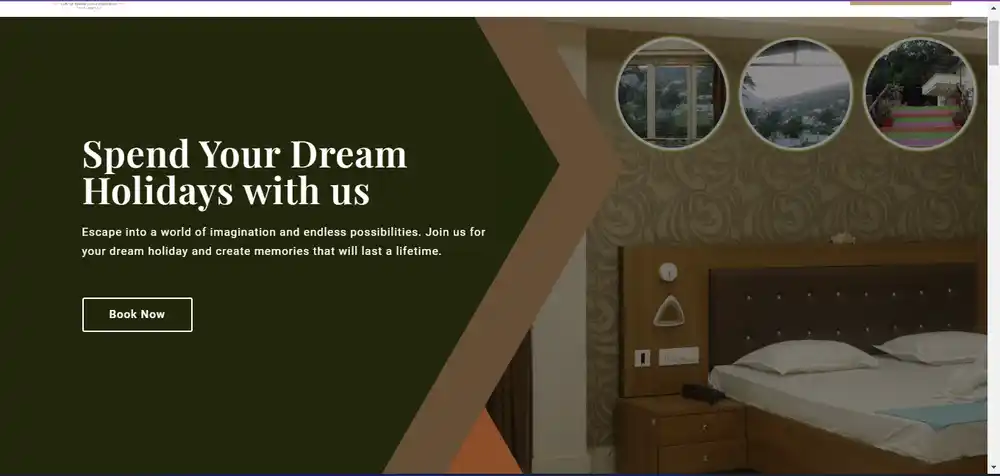 Spend Your Dream
Holidays with us
Escape into a world of imagination and endless possibilities. Join us for
your dream holiday and create memories that will last a lifetime.
Book Now